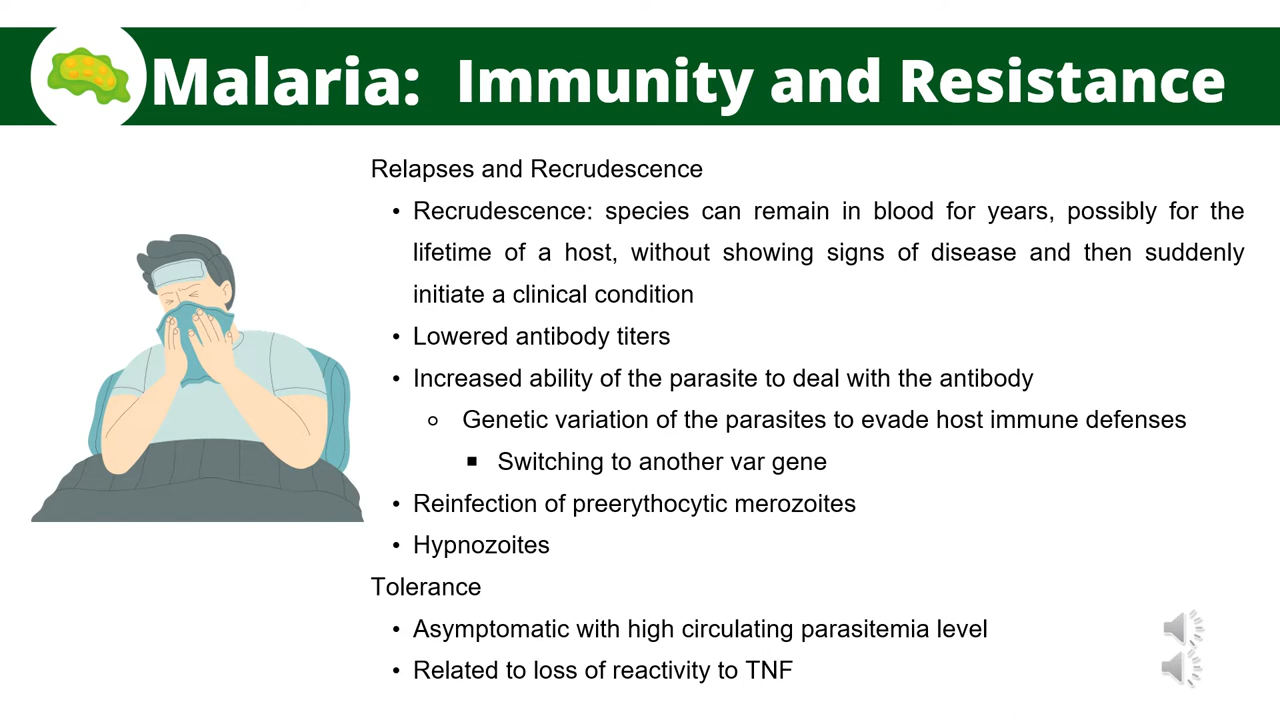 Malaria: Immunity and Resistance
Relapses and Recrudescence
• Recrudescence: species can remain in blood for years, possibly for the
lifetime of a host, without showing signs of disease and then suddenly
initiate a clinical condition
• Lowered antibody titers
• Increased ability of the parasite to deal with the antibody
○ Genetic variation of the parasites to evade host immune defenses
■ Switching to another var gene
• Reinfection of preerythocytic merozoites
• Hypnozoites
Tolerance
• Asymptomatic with high circulating parasitemia level
• Related to loss of reactivity to TNF